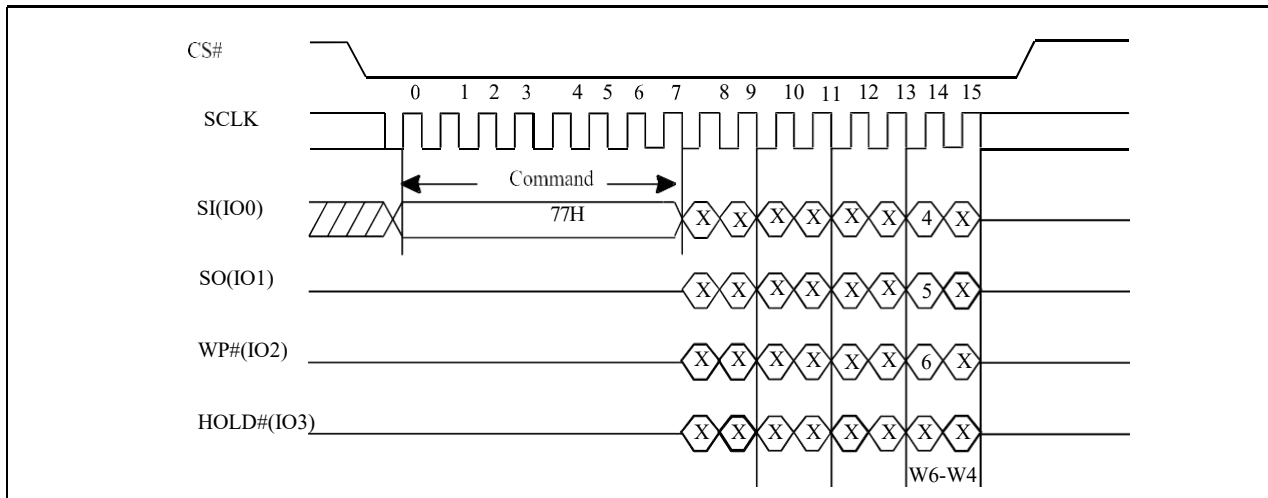 CS#
0 1 2 3 4 5 6 7 8 9 10 11 12 13 14 15
SCLK
Command
SI(IO0) 77H X X X X X X 4 X
SO(IO1) X X X X X X 5 X
WP#(IO2) X X X X X X 6 X
HOLD#(IO3) X X X X X X X X
W6-W4